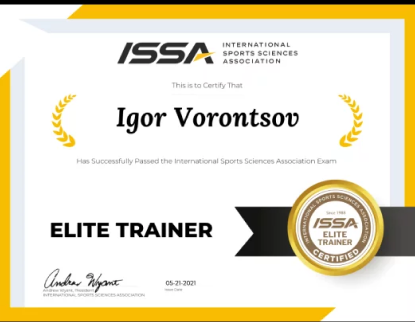 ISSA INTERNATIONAL
SPORTS SCIENCES
ASSOCIATION
This is to Certify That
Igor Vorontsov
Has Successfully Passed the International Sports Sciences Association Exam
ELITE TRAINER
INTERNATIONAL SPORTS SCIENCES ASSOCIATION
Since 1988
ISSA
ELITE
TRAINER
CERTIFIED
Andrew Wyant
05-21-2021
Andrew Wyant, President
Issue Date
INTERNATIONAL SPORTS SCIENCES ASSOCIATION